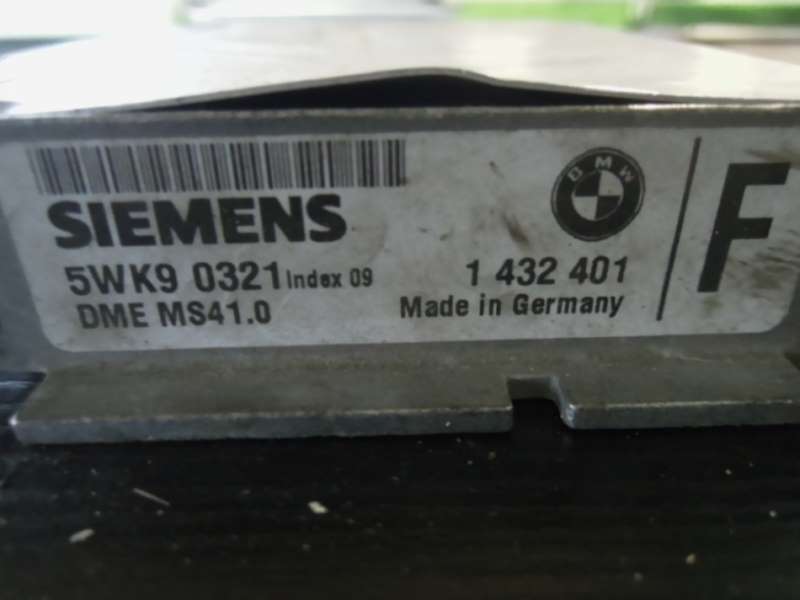 SIEMENS
BMW
F
5WK9 0321 Index 09
1 432 401
DME MS41.0
Made in Germany